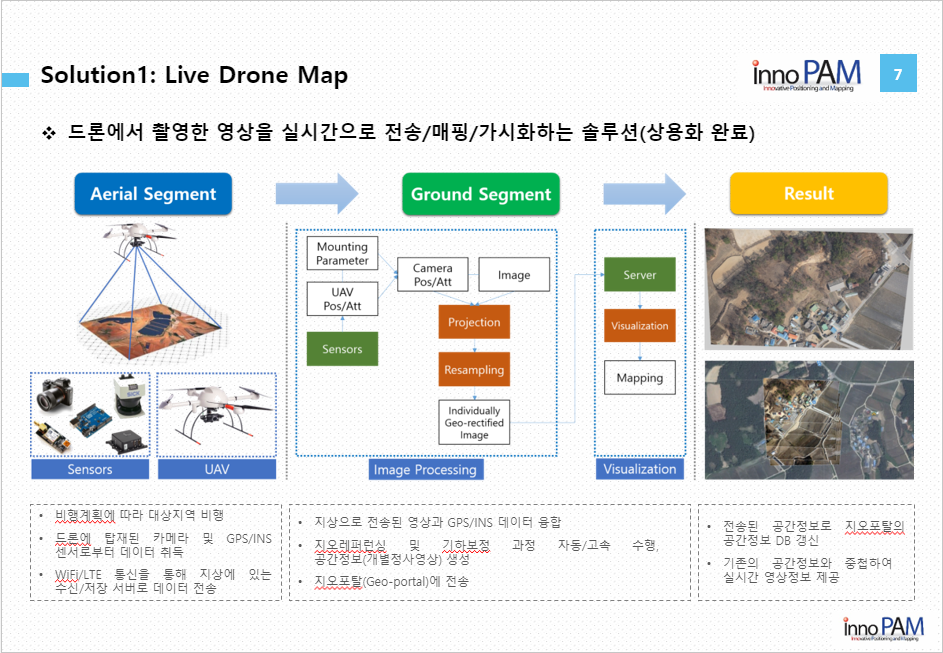 Solution1: Live Drone Map
inno PAM
Innovative Positioning and Mapping
7
❖ 드론에서 촬영한 영상을 실시간으로 전송/매핑/가시화하는 솔루션(상용화 완료)
Aerial Segment
Ground Segment
Result
Mounting
Parameter
UAV
Pos/Att
Sensors
Camera
Pos/Att
Image
Projection
Resampling
Individually
Geo-rectified
Image
Server
Visualization
Mapping
SICK
Sensors
UAV
Image Processing
Visualization
• 비행계획에 따라 대상지역 비행
• 드론에 탑재된 카메라 및 GPS/INS
센서로부터 데이터 취득
• WiFi/LTE 통신을 통해 지상에 있는
수신/저장 서버로 데이터 전송
• 지상으로 전송된 영상과 GPS/INS 데이터 융합
• 지오레퍼런싱 및 기하보정 과정 자동/고속 수행,
공간정보(개별정사영상) 생성
• 지오포탈(Geo-portal)에 전송
• 전송된 공간정보로 지오포탈의
공간정보 DB 갱신
• 기존의 공간정보와 중첩하여
실시간 영상정보 제공
inno PAM
Innovative Positioning and Mapping